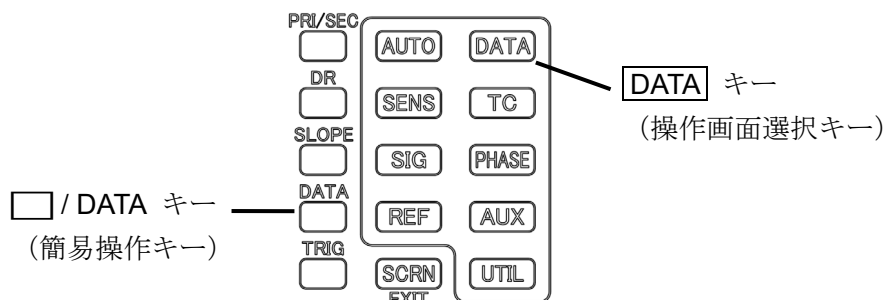 PRI/SEC
AUTO DATA
DR
DATA キー
SENS TC
(操作画面選択キー)
SLOPE
SIG PHASE
DATA
/ DATA キー
REF AUX
(簡易操作キー)
TRIG
SCRN UTIL
EXIT